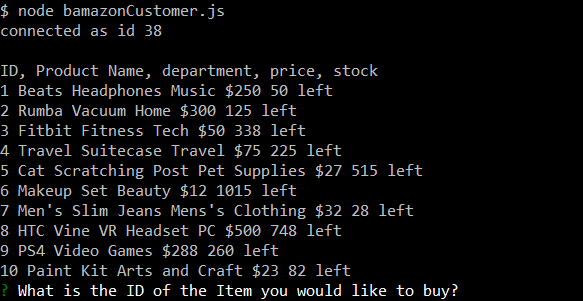 $ node bamazonCustomer.js
connected as id 38
ID, Product Name, department, price, stock
1 Beats Headphones Music $250 50 left
2 Rumba Vacuum Home $300 125 left
3 Fitbit Fitness Tech $50 338 left
4 Travel Suitecase Travel $75 225 left
5 Cat Scratching Post Pet Supplies $27 515 left
6 Makeup Set Beauty $12 1015 left
7 Men's Slim Jeans Mens's Clothing $32 28 left
8 HTC Vine VR Headset PC $500 748 left
9 PS4 Video Games $288 260 left
10 Paint Kit Arts and Craft $23 82 left
? What is the ID of the Item you would like to buy?